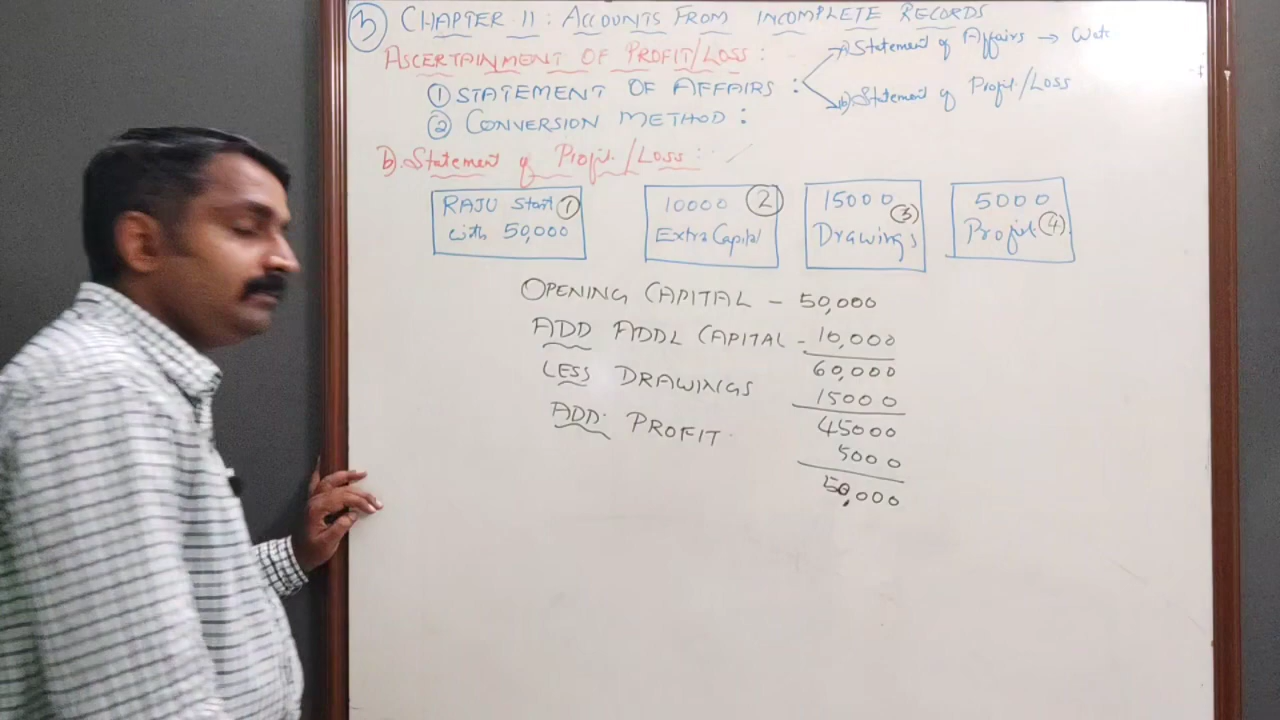 ③ CHAPTER 11: ACCOUNTS FROM INCOMPLETE RECORDS
ASCERTAINMENT OF PROFIT/LOSS:
① STATEMENT OF AFFAIRS :
a) Statement of Affairs →
b) Statement of Profit/Loss
② CONVERSION METHOD:
b). Statement of Profit/Loss:
RAJU Start ①
with 50,000
10000 ②
Extra Capital
15000 ③
Drawings
5000
Profit ④
OPENING CAPITAL - 50,000
ADD ADDL CAPITAL - 10,000
60,000
LESS DRAWINGS 15000
45000
ADD: PROFIT 5000
50,000